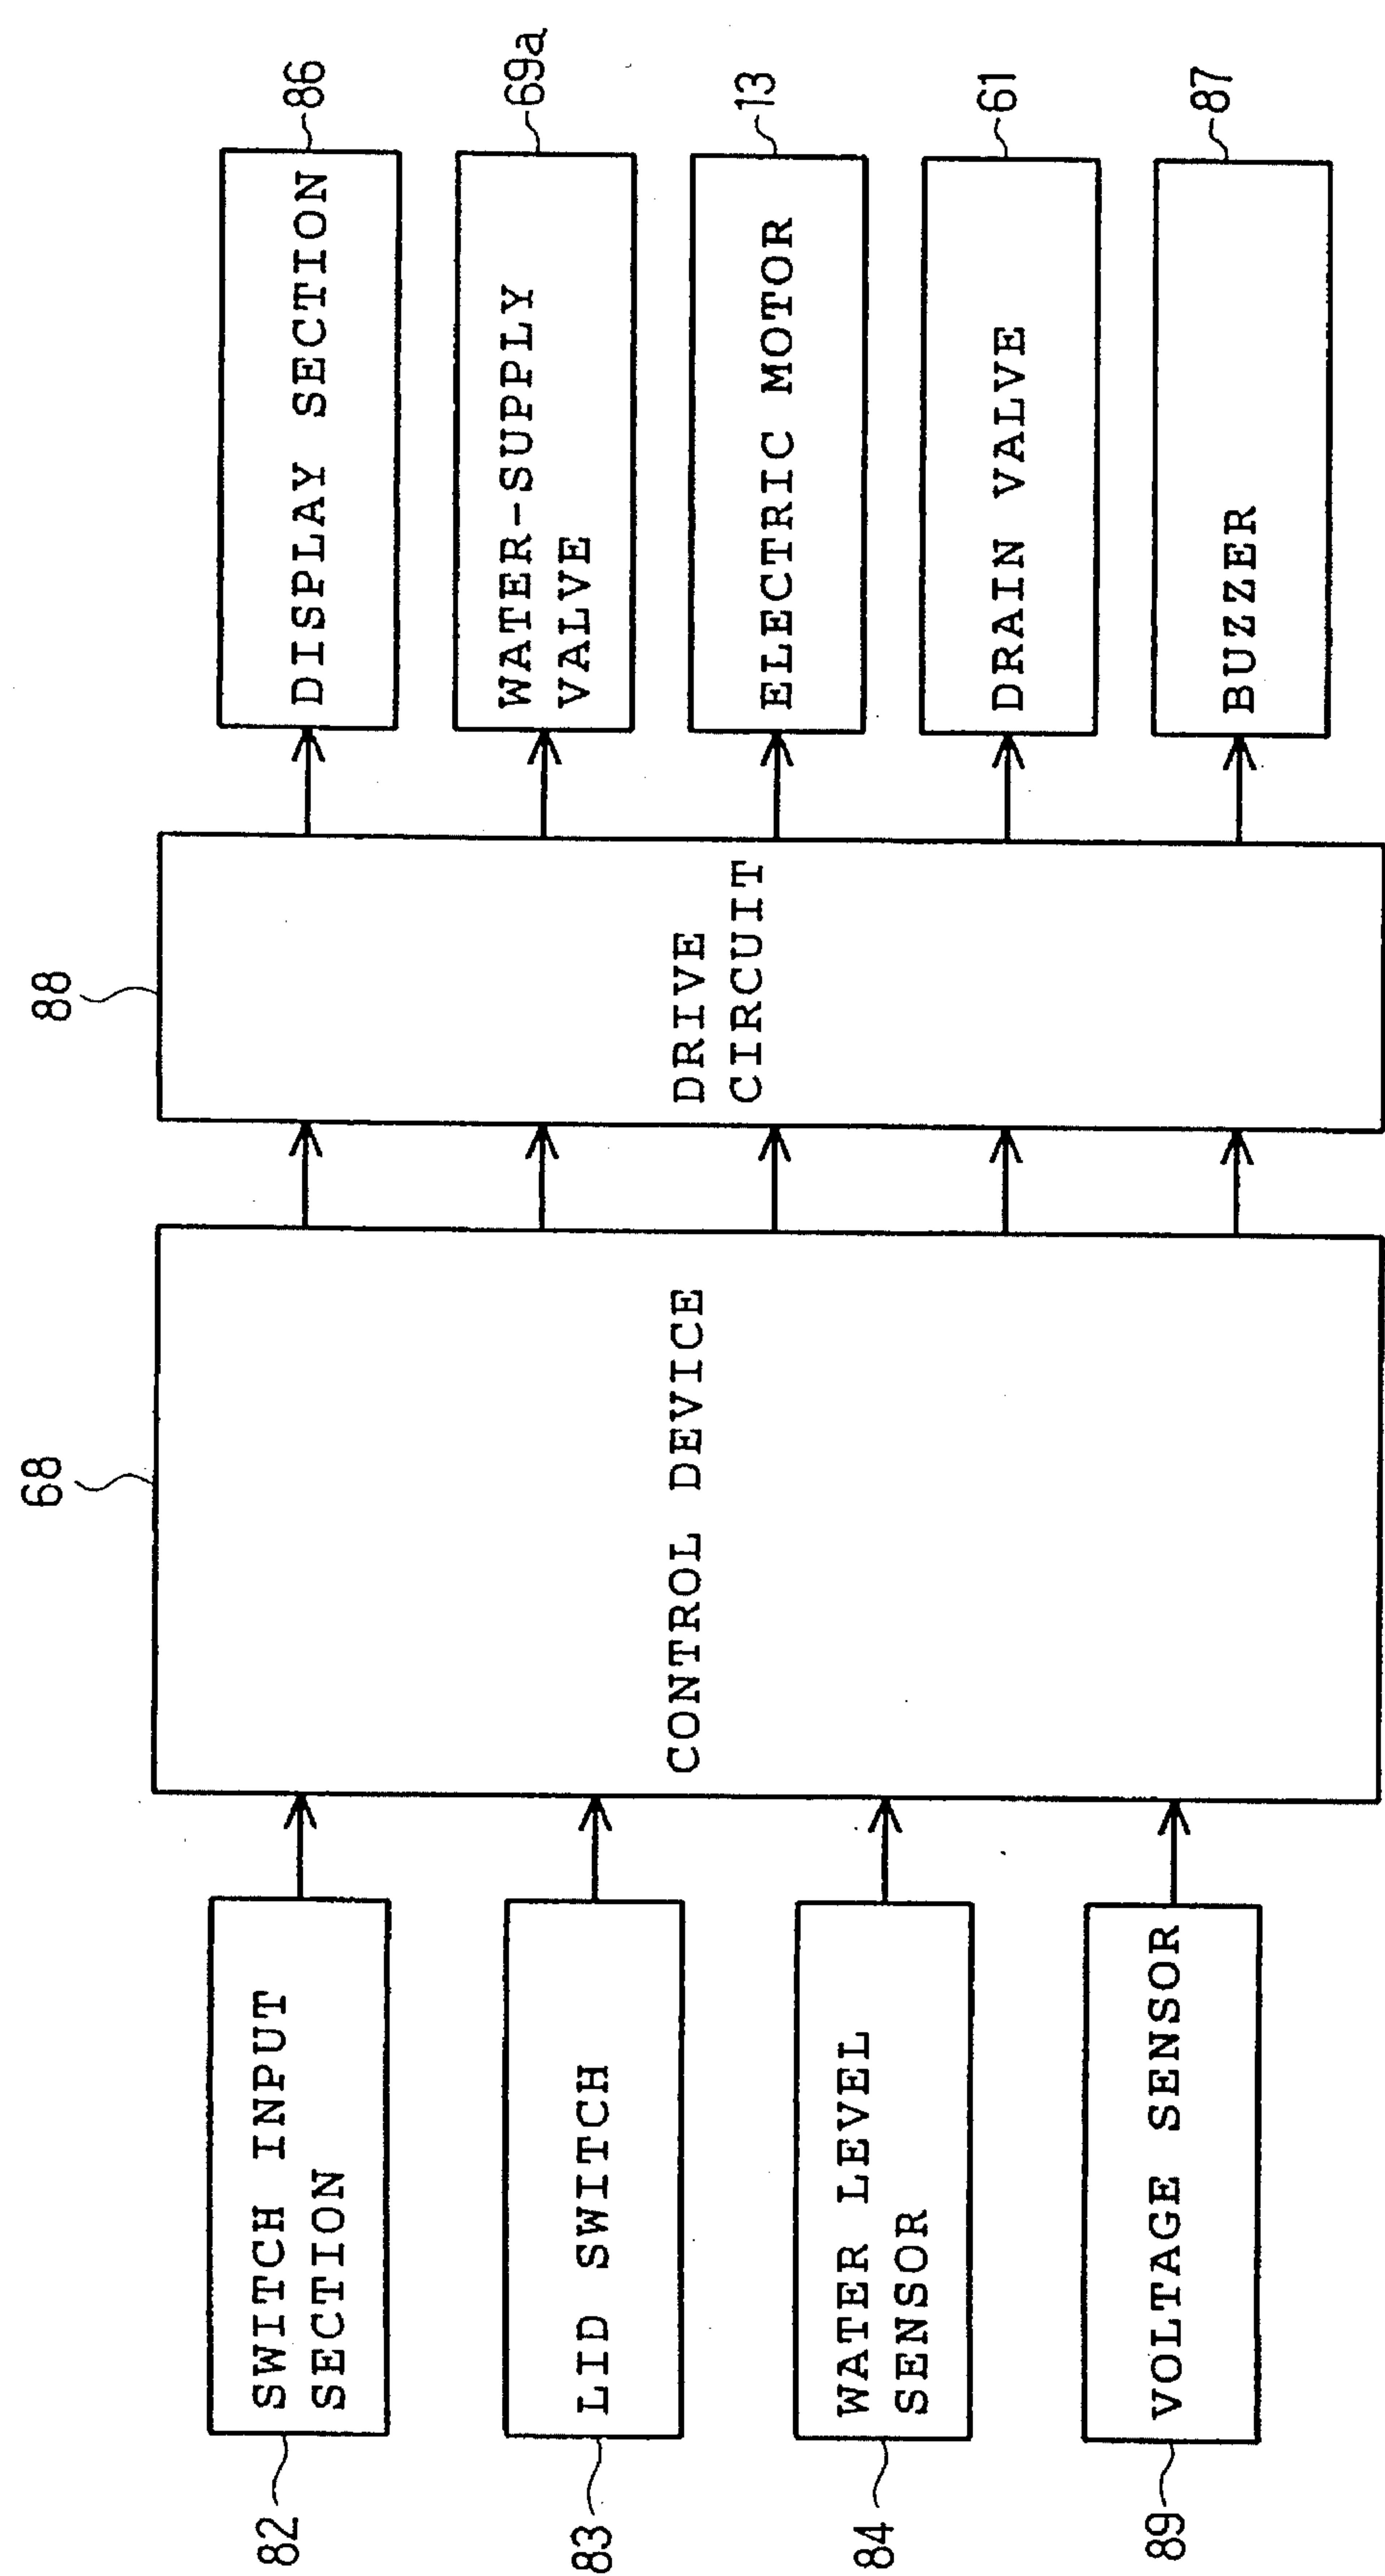 82
SWITCH INPUT
SECTION
83
LID SWITCH
84
WATER LEVEL
SENSOR
89
VOLTAGE SENSOR
68
CONTROL DEVICE
88
DRIVE
CIRCUIT
DISPLAY SECTION
86
WATER-SUPPLY
VALVE
69a
ELECTRIC MOTOR
13
DRAIN VALVE
61
BUZZER
87